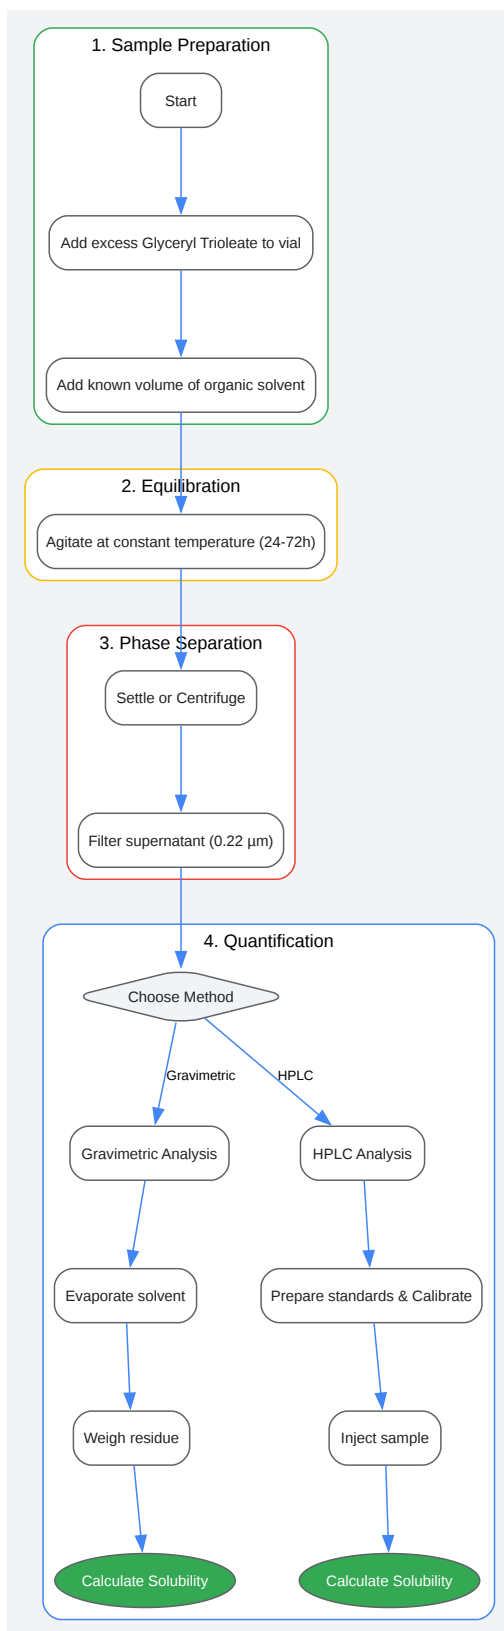 1. Sample Preparation
Start
Add excess Glyceryl Trioleate to vial
Add known volume of organic solvent
2. Equilibration
Agitate at constant temperature (24-72h)
3. Phase Separation
Settle or Centrifuge
Filter supernatant (0.22 µm)
4. Quantification
Choose Method
Gravimetric
HPLC
Gravimetric Analysis
HPLC Analysis
Evaporate solvent
Prepare standards & Calibrate
Weigh residue
Inject sample
Calculate Solubility
Calculate Solubility